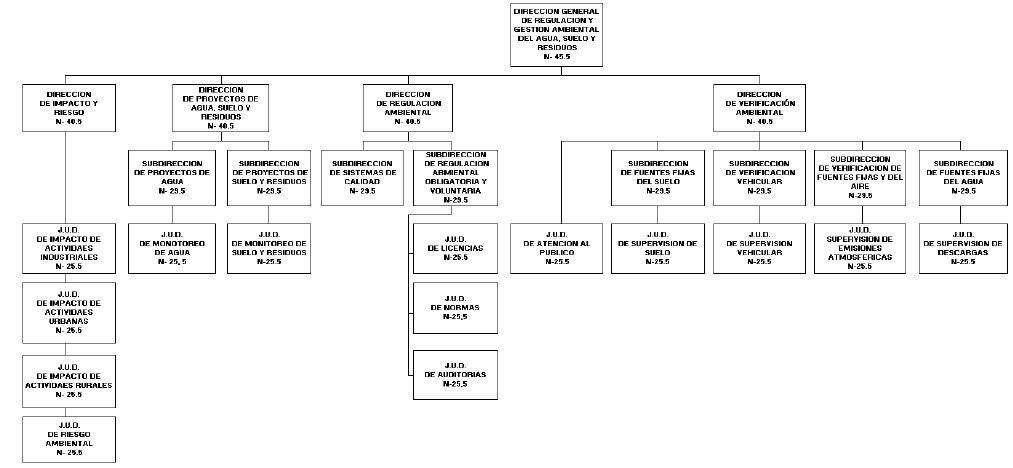 DIRECCION GENERAL
DE REGULACION Y
GESTION AMBIENTAL
DEL AGUA, SUELO Y
RESIDUOS
N- 45.5
DIRECCION
DE IMPACTO Y
RIESGO
N- 40.5
DIRECCION
DE PROYECTOS DE
AGUA, SUELO Y
RESIDUOS
N- 40.5
DIRECCION
DE REGULACION
AMBIENTAL
N- 40.5
DIRECCION
DE VERIFICACIÓN
AMBIENTAL
N- 40.5
SUBDIRECCION
DE PROYECTOS DE
AGUA
N-29.5
SUBDIRECCION
DE PROYECTOS DE
SUELO Y RESIDUOS
N-29.5
SUBDIRECCION
DE SISTEMAS DE
CALIDAD
N- 29.5
SUBDIRECCION
DE REGULACION
ABMIENTAL
OBLIGATORIA Y
VOLUNTARIA
N-29.5
SUBDIRECCION
DE FUENTES FIJAS
DEL SUELO
N-29.5
SUBDIRECCION
DE VERIFICACION
VEHICULAR
N-29.5
SUBDIRECCION
DE VERIFICACION DE
FUENTES FIJAS Y DEL
AIRE
N-29.5
SUBDIRECCION
DE FUENTES FIJAS
DEL AGUA
N-29.5
J.U.D.
DE IMPACTO DE
ACTIVIDAES
INDUSTRIALES
N- 25.5
J.U.D.
DE MONOTOREO
DE AGUA
N- 25, 5
J.U.D.
DE MONITOREO DE
SUELO Y RESIDUOS
N-25.5
J.U.D.
DE LICENCIAS
N-25.5
J.U.D.
DE ATENCION AL
PUBLICO
N-25.5
J.U.D.
DE SUPERVISION DE
SUELO
N-25.5
J.U.D.
DE SUPERVISION
VEHICULAR
N-25.5
J.U.D.
SUPERVISION DE
EMISIONES
ATMOSFERICAS
N-25.5
J.U.D.
DE SUPERVISION DE
DESCARGAS
N-25.5
J.U.D.
DE IMPACTO DE
ACTIVIDAES
URBANAS
N- 25.5
J.U.D.
DE NORMAS
N-25,5
J.U.D.
DE IMPACTO DE
ACTIVIDAES RURALES
N- 25.5
J.U.D.
DE AUDITORIAS
N-25,5
J.U.D.
DE RIESGO
AMBIENTAL
N- 25.5